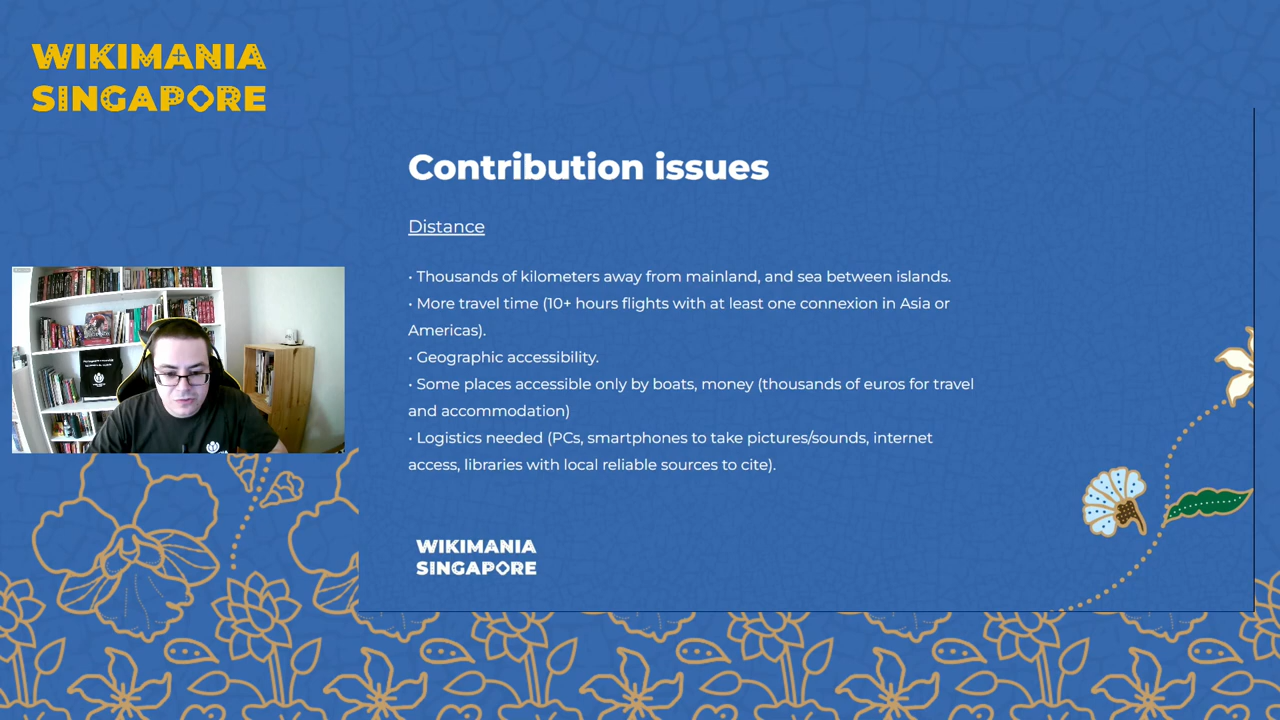 WIKIMANIA
SINGAPORE
Contribution issues
Distance
• Thousands of kilometers away from mainland, and sea between islands.
• More travel time (10+ hours flights with at least one connexion in Asia or
Americas).
• Geographic accessibility.
• Some places accessible only by boats, money (thousands of euros for travel
and accommodation)
• Logistics needed (PCs, smartphones to take pictures/sounds, internet
access, libraries with local reliable sources to cite).
WIKIMANIA
SINGAPORE